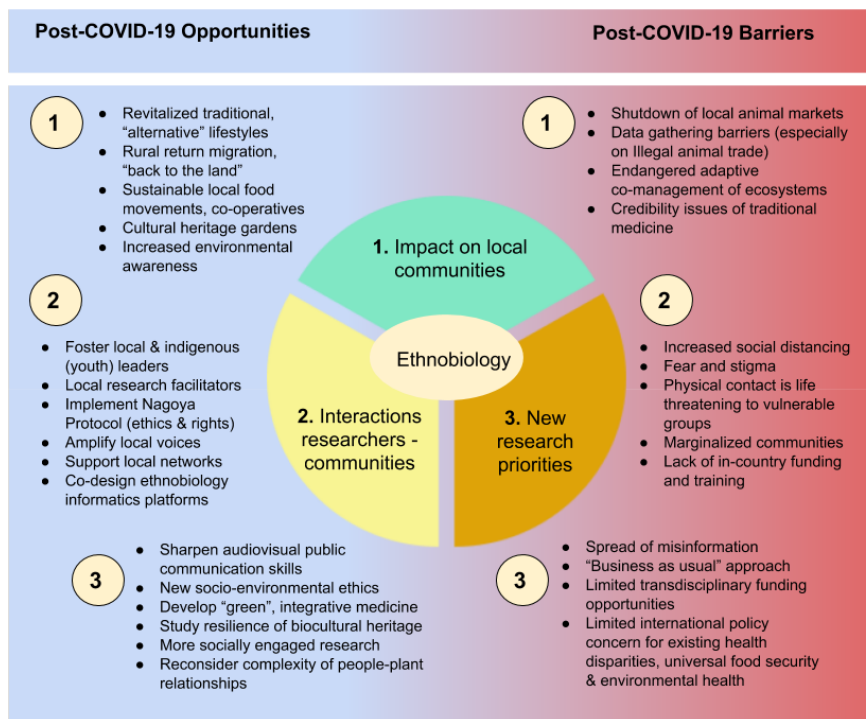 Post-COVID-19 Opportunities
Post-COVID-19 Barriers
1
● Revitalized traditional,
“alternative” lifestyles
● Rural return migration,
“back to the land”
● Sustainable local food
movements, co-operatives
● Cultural heritage gardens
● Increased environmental
awareness
1
● Shutdown of local animal markets
● Data gathering barriers (especially
on Illegal animal trade)
● Endangered adaptive
co-management of ecosystems
● Credibility issues of traditional
medicine
1. Impact on local
communities
Ethnobiology
2. Interactions
researchers -
communities
3. New
research
priorities
2
● Foster local & indigenous
(youth) leaders
● Local research facilitators
● Implement Nagoya
Protocol (ethics & rights)
● Amplify local voices
● Support local networks
● Co-design ethnobiology
informatics platforms
2
● Increased social distancing
● Fear and stigma
● Physical contact is life
threatening to vulnerable
groups
● Marginalized communities
● Lack of in-country funding
and training
3
● Sharpen audiovisual public
communication skills
● New socio-environmental ethics
● Develop “green”, integrative medicine
● Study resilience of biocultural heritage
● More socially engaged research
● Reconsider complexity of people-plant
relationships
3
● Spread of misinformation
● “Business as usual” approach
● Limited transdisciplinary funding
opportunities
● Limited international policy
concern for existing health
disparities, universal food security
& environmental health